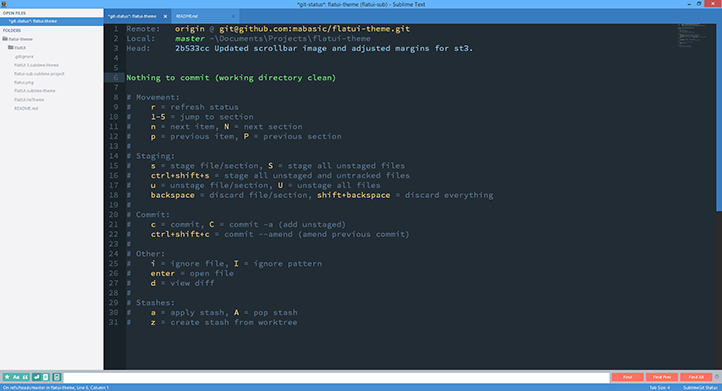 *git-status*: flatui-theme (flatui-sub) - Sublime Text
OPEN FILES
*git-status*: flatui-theme
FOLDERS
flatui-theme
FlatUI
.gitignore
flatui-sub.sublime-project
README.md
*git-status*: flatui-theme
README.md
1 Remote: origin @ git@github.com:mabasic/flatui-theme.git
2 Local: master ~\Documents\Projects\flatui-theme
3 Head: 2b533cc Updated scrollbar image and adjusted margins for st3.
4
5
6 Nothing to commit (working directory clean)
7
8 # Movement:
9 # r = refresh status
10 # 1-5 = jump to section
11 # n = next item, N = next section
12 # p = previous item, P = previous section
13 #
14 # Staging:
15 # s = stage file/section, S = stage all unstaged files
16 # ctrl+shift+s = stage all unstaged and untracked files
17 # u = unstage file/section, U = unstage all files
18 # backspace = discard file/section, shift+backspace = discard everything
19 #
20 # Commit:
21 # c = commit, C = commit -a (add unstaged)
22 # ctrl+shift+c = commit --amend (amend previous commit)
23 #
24 # Other:
25 # i = ignore file, I = ignore pattern
26 # enter = open file
27 # d = view diff
28 #
29 # Stashes:
30 # a = apply stash, A = pop stash
31 # z = create stash from worktree
Aa
Find
Find Prev
Find All
On refs/heads/master in flatui-theme, Line 6, Column 1
Tab Size: 4
SublimeGit Status